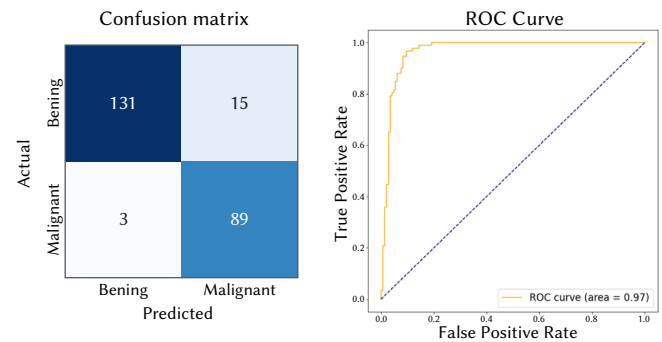 Confusion matrix
Actual
Bening
Malignant
131
15
3
89
Bening
Malignant
Predicted
ROC Curve
True Positive Rate
1.0
0.8
0.6
0.4
0.2
0.0
0.0
0.2
0.4
0.6
0.8
1.0
ROC curve (area = 0.97)
False Positive Rate